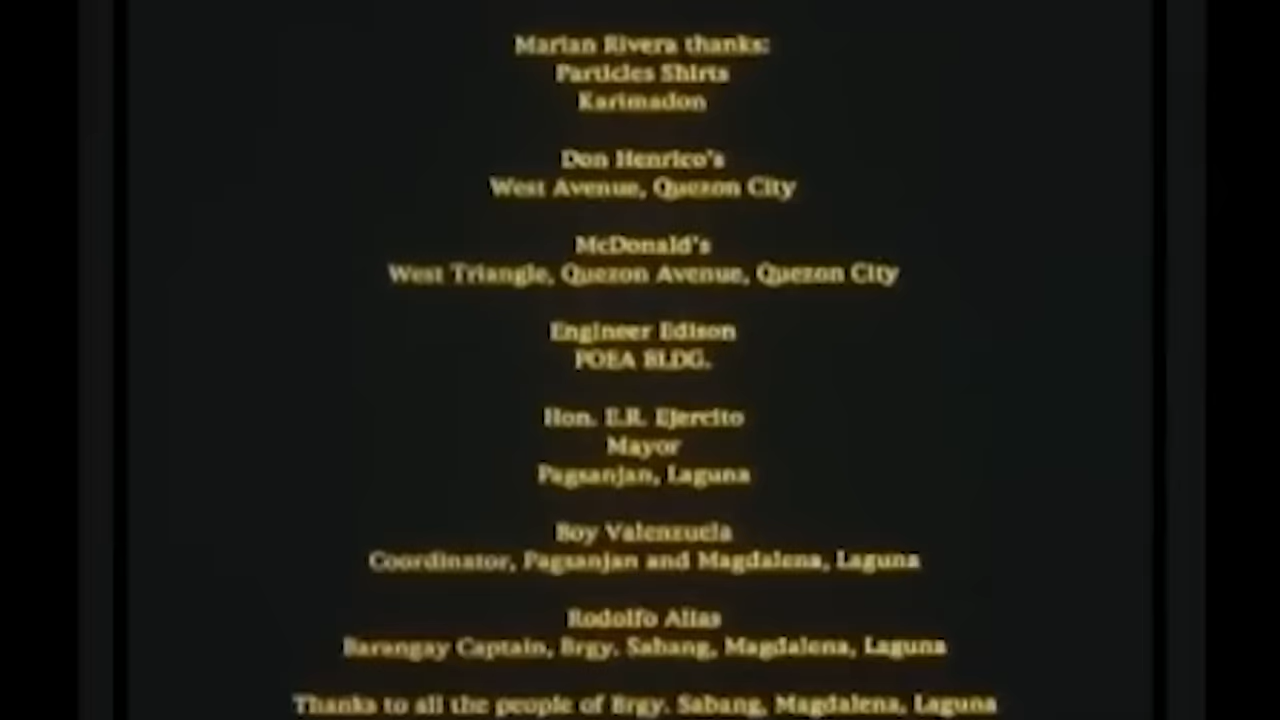 Marian Rivera thanks:
Particles Shirts
Karimadon
Don Henrico's
West Avenue, Quezon City
McDonald's
West Triangle, Quezon Avenue, Quezon City
Engineer Edison
POEA BLDG.
Hon. E.R. Ejercito
Mayor
Pagsanjan, Laguna
Boy Valenzuela
Coordinator, Pagsanjan and Magdalena, Laguna
Rodolfo Alias
Barangay Captain, Brgy. Sabang, Magdalena, Laguna
Thanks to all the people of Brgy. Sabang, Magdalena, Laguna